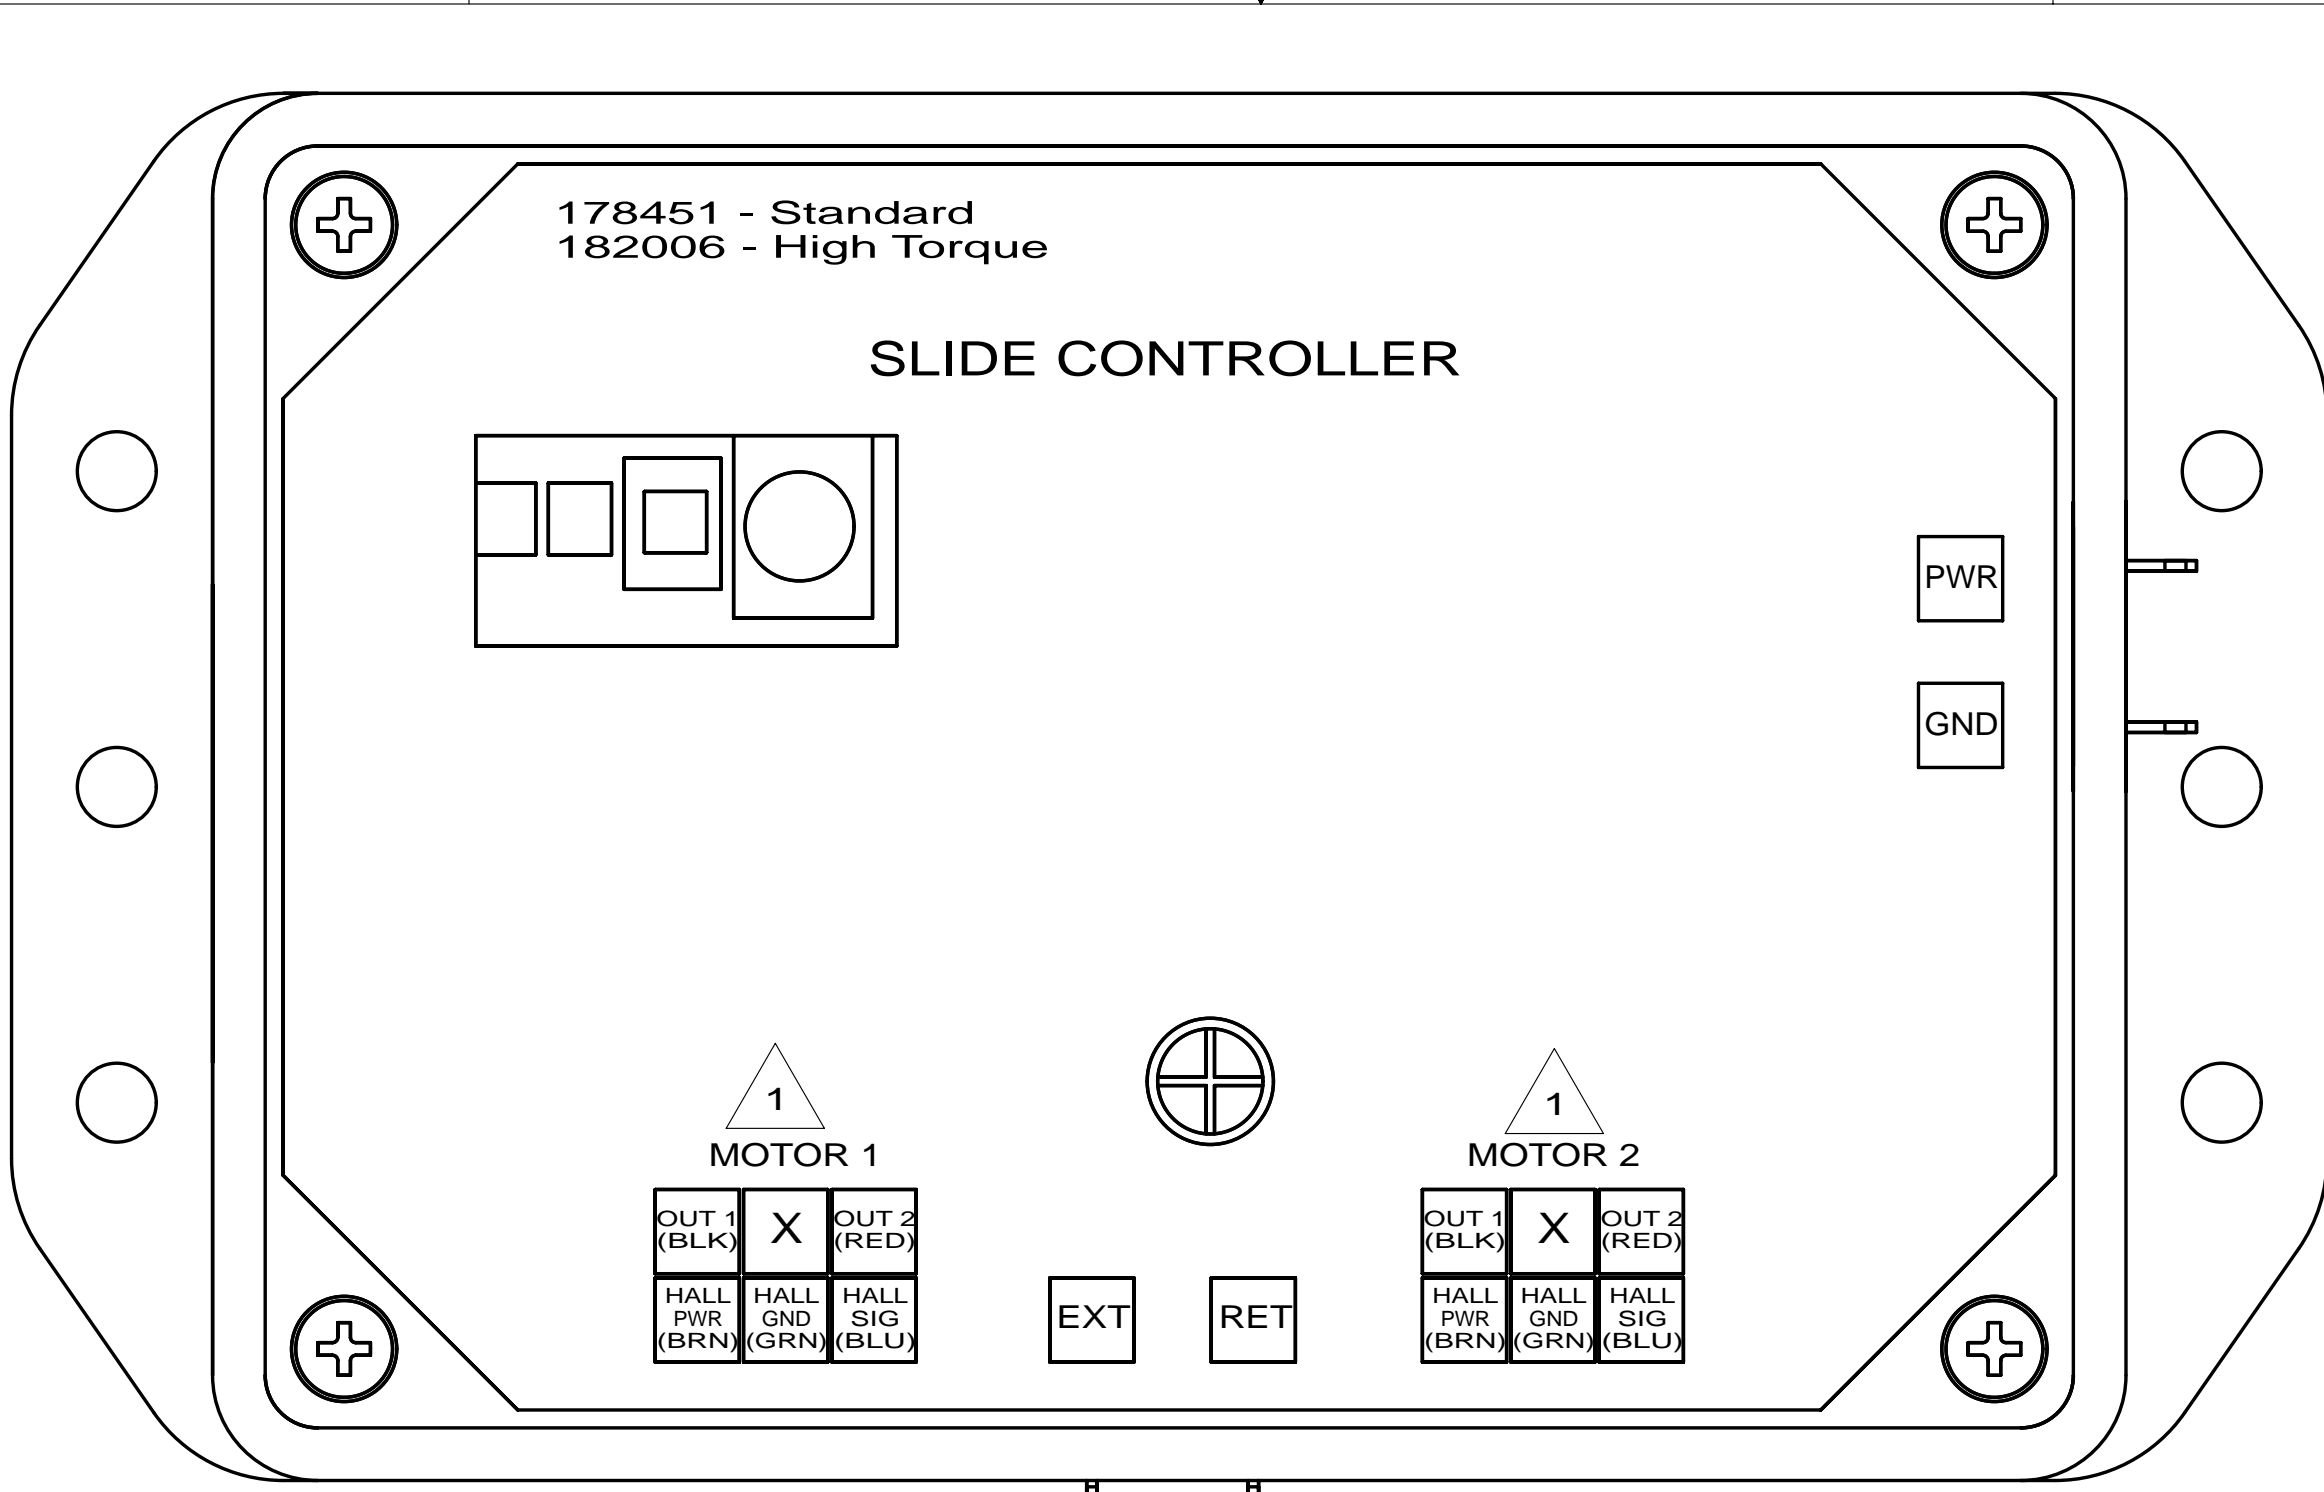 178451 - Standard
182006 - High Torque
SLIDE CONTROLLER
PWR
GND
1
MOTOR 1
OUT 1
(BLK)
X
OUT 2
(RED)
HALL
PWR
(BRN)
HALL
GND
(GRN)
HALL
SIG
(BLU)
EXT
RET
1
MOTOR 2
OUT 1
(BLK)
X
OUT 2
(RED)
HALL
PWR
(BRN)
HALL
GND
(GRN)
HALL
SIG
(BLU)